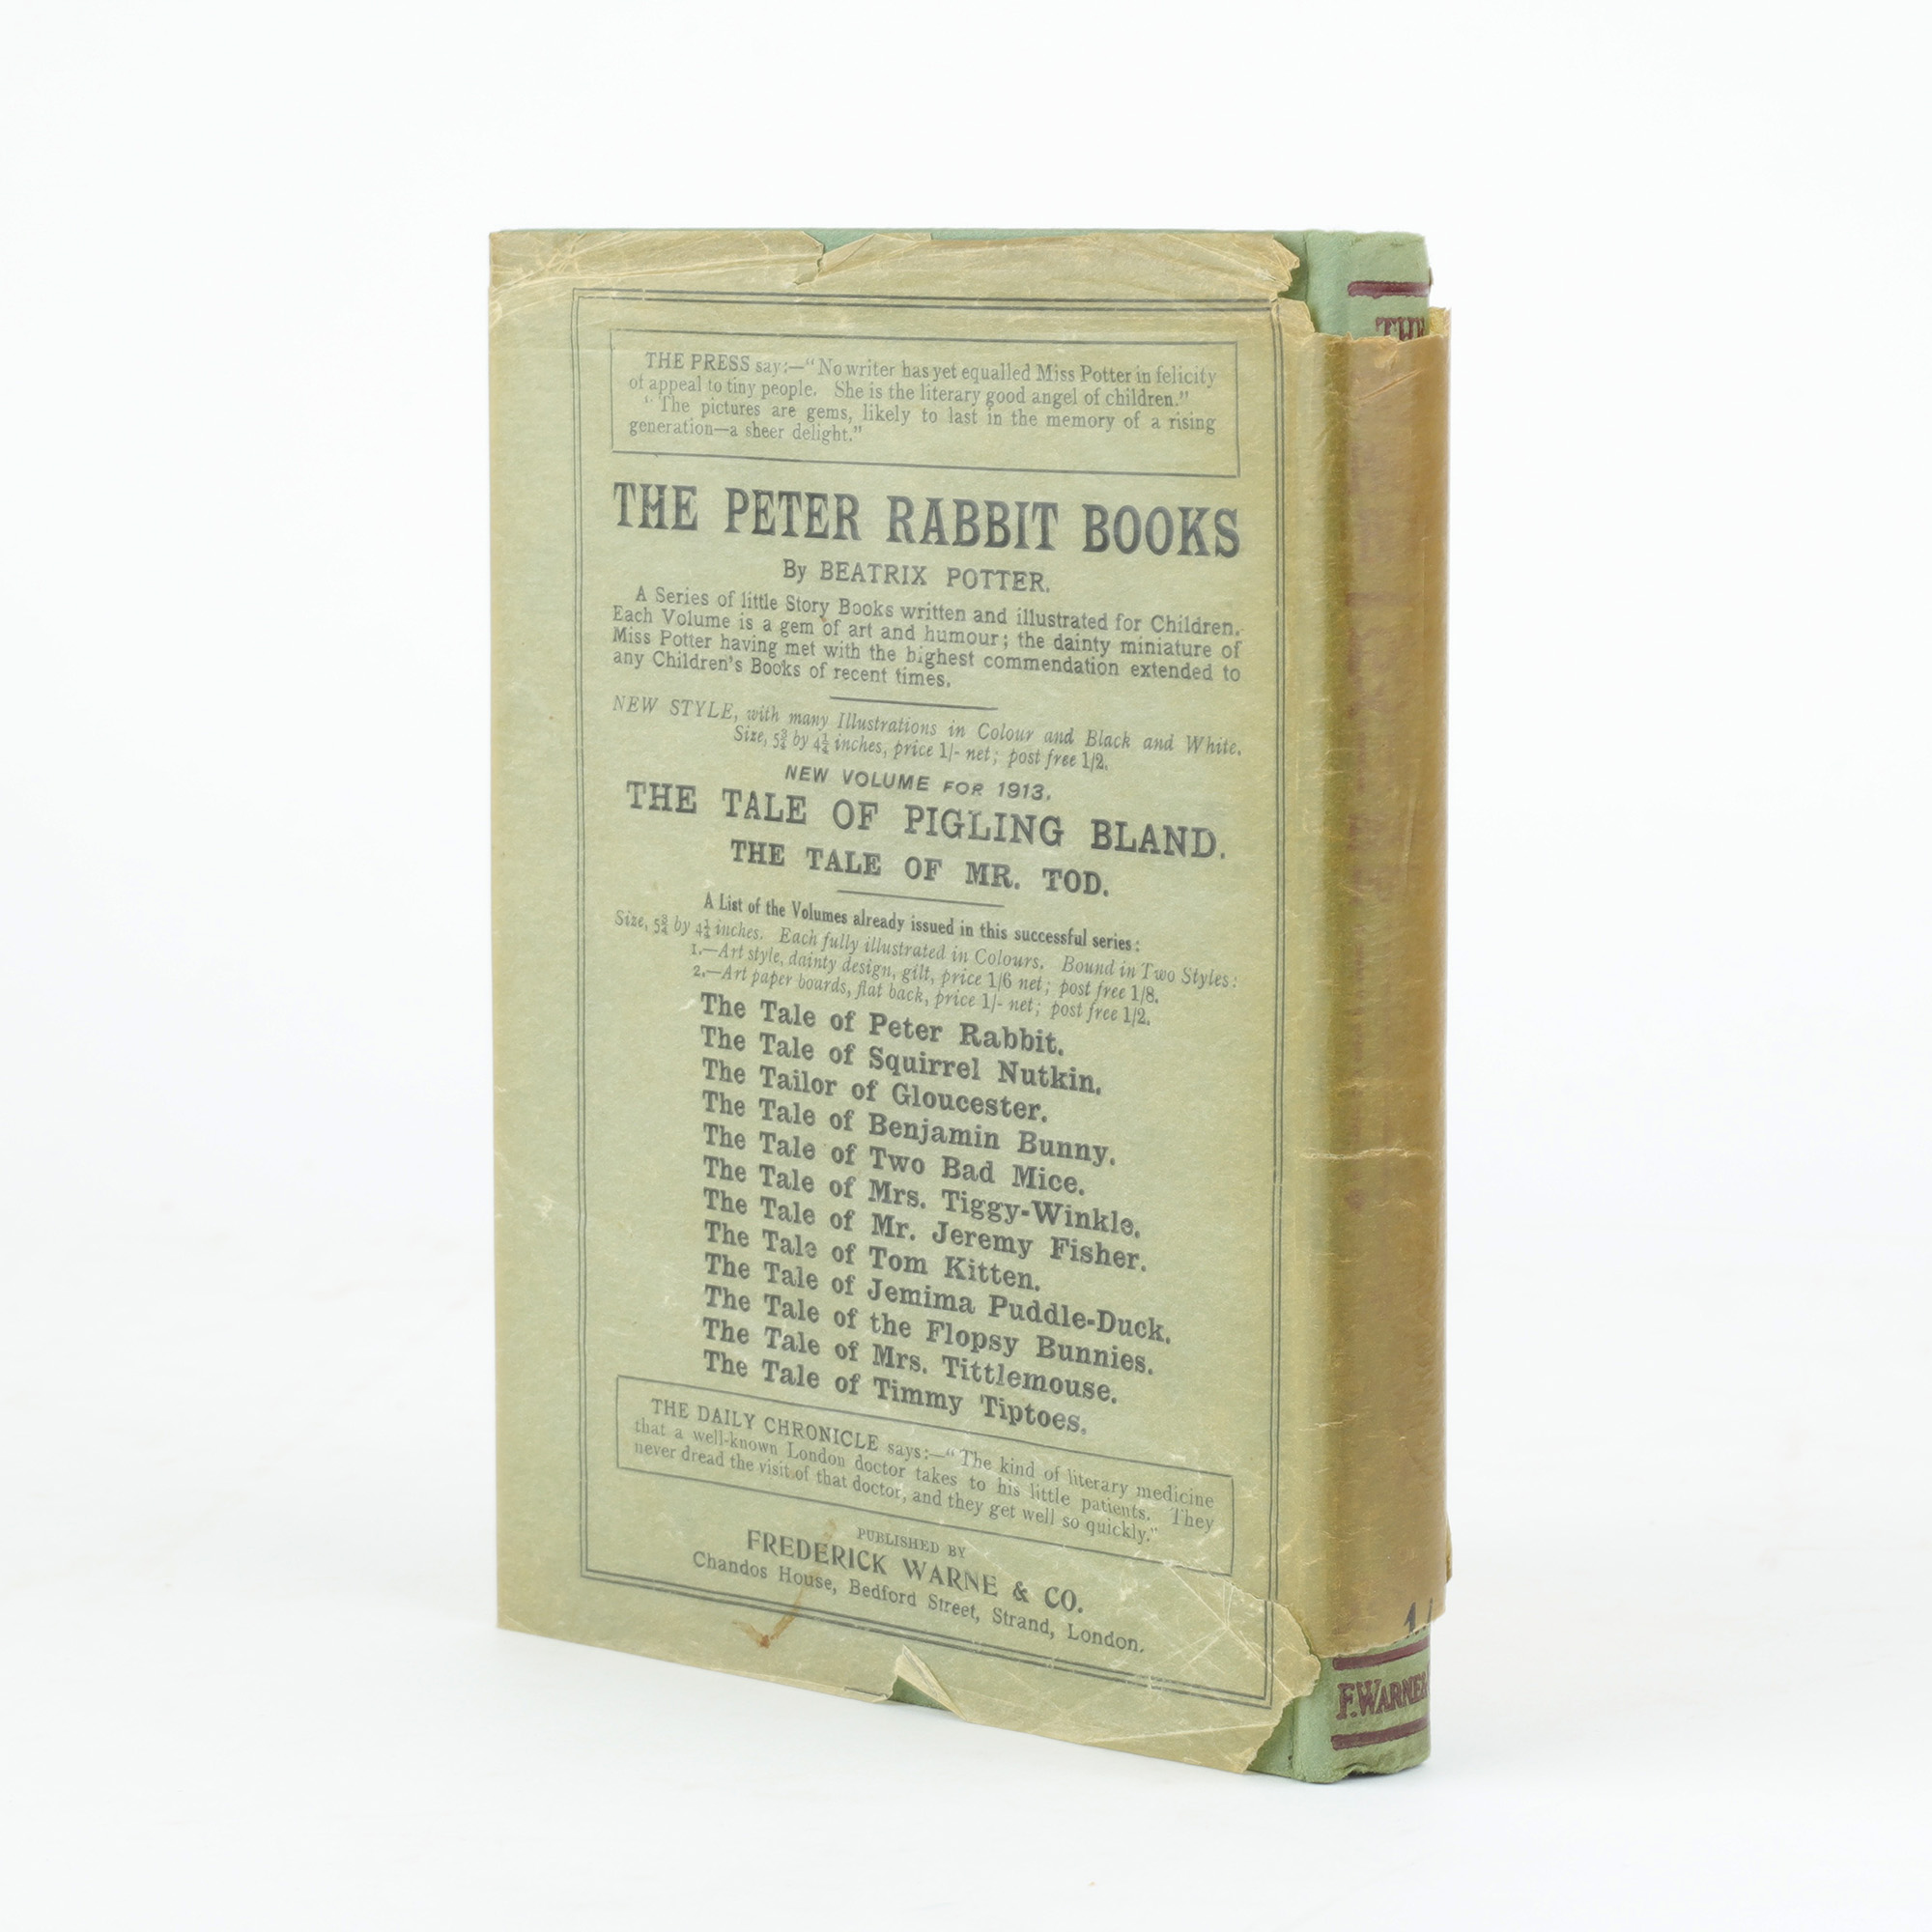 THE PRESS say:—“No writer has yet equalled Miss Potter in felicity
of appeal to tiny people. She is the literary good angel of children.”
“The pictures are gems, likely to last in the memory of a rising
generation—a sheer delight.”
THE PETER RABBIT BOOKS
By BEATRIX POTTER.
A Series of little Story Books written and illustrated for Children.
Each Volume is a gem of art and humour; the dainty miniature of
Miss Potter having met with the highest commendation extended to
any Children's Books of recent times.
NEW STYLE, with many Illustrations in Colour and Black and White.
Size, 5¾ by 4¼ inches, price 1/- net; post free 1/2.
NEW VOLUME FOR 1913.
THE TALE OF PIGLING BLAND.
THE TALE OF MR. TOD.
A List of the Volumes already issued in this successful series:
Size, 5¾ by 4¼ inches. Each fully illustrated in Colours. Bound in Two Styles:
1.—Art style, dainty design, gilt, price 1/6 net; post free 1/8.
2.—Art paper boards, flat back, price 1/- net; post free 1/2.
The Tale of Peter Rabbit.
The Tale of Squirrel Nutkin.
The Tailor of Gloucester.
The Tale of Benjamin Bunny.
The Tale of Two Bad Mice.
The Tale of Mrs. Tiggy-Winkle.
The Tale of Mr. Jeremy Fisher.
The Tale of Tom Kitten.
The Tale of Jemima Puddle-Duck.
The Tale of the Flopsy Bunnies.
The Tale of Mrs. Tittlemouse.
The Tale of Timmy Tiptoes.
THE DAILY CHRONICLE says:—“The kind of literary medicine
that a well-known London doctor takes to his little patients. They
never dread the visit of that doctor, and they get well so quickly.”
PUBLISHED BY
FREDERICK WARNE & CO.
Chandos House, Bedford Street, Strand, London.
THE
F. WARNE &